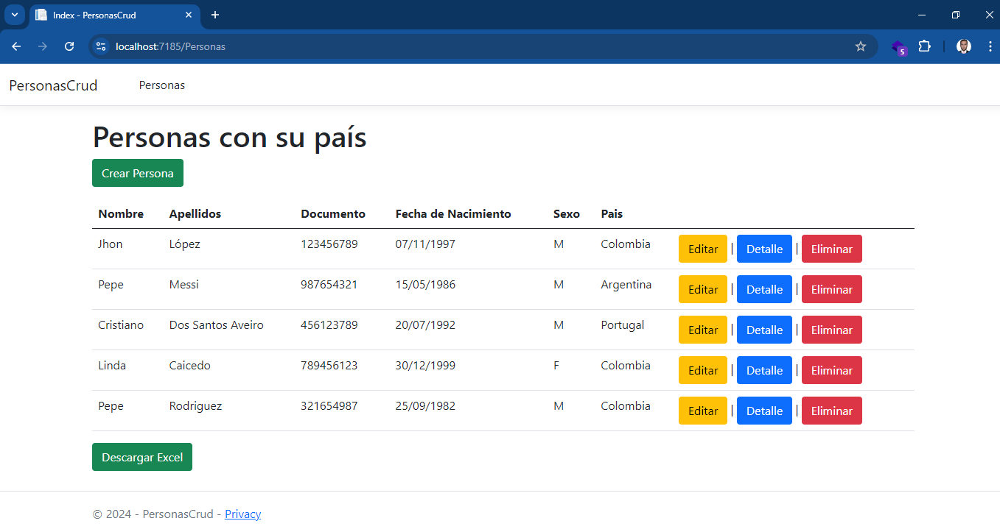 Index - PersonasCrud
localhost:7185/Personas
5
PersonasCrud Personas
Personas con su país
Crear Persona
Nombre Apellidos Documento Fecha de Nacimiento Sexo Pais
Jhon López 123456789 07/11/1997 M Colombia Editar | Detalle | Eliminar
Pepe Messi 987654321 15/05/1986 M Argentina Editar | Detalle | Eliminar
Cristiano Dos Santos Aveiro 456123789 20/07/1992 M Portugal Editar | Detalle | Eliminar
Linda Caicedo 789456123 30/12/1999 F Colombia Editar | Detalle | Eliminar
Pepe Rodriguez 321654987 25/09/1982 M Colombia Editar | Detalle | Eliminar
Descargar Excel
© 2024 - PersonasCrud - Privacy